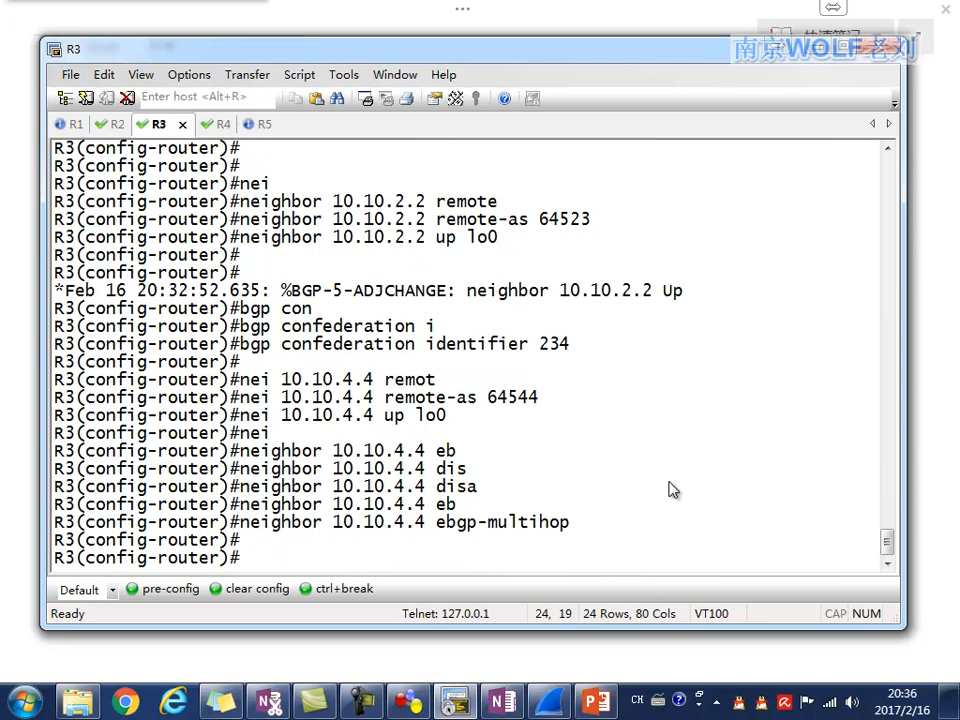 R3
南京WOLF老刘
File Edit View Options Transfer Script Tools Window Help
Enter host <Alt+R>
R1 R2 R3 R4 R5
R3(config-router)#
R3(config-router)#
R3(config-router)#nei
R3(config-router)#neighbor 10.10.2.2 remote
R3(config-router)#neighbor 10.10.2.2 remote-as 64523
R3(config-router)#neighbor 10.10.2.2 up lo0
R3(config-router)#
R3(config-router)#
*Feb 16 20:32:52.635: %BGP-5-ADJCHANGE: neighbor 10.10.2.2 Up
R3(config-router)#bgp con
R3(config-router)#bgp confederation i
R3(config-router)#bgp confederation identifier 234
R3(config-router)#
R3(config-router)#nei 10.10.4.4 remot
R3(config-router)#nei 10.10.4.4 remote-as 64544
R3(config-router)#nei 10.10.4.4 up lo0
R3(config-router)#nei
R3(config-router)#neighbor 10.10.4.4 eb
R3(config-router)#neighbor 10.10.4.4 dis
R3(config-router)#neighbor 10.10.4.4 disa
R3(config-router)#neighbor 10.10.4.4 eb
R3(config-router)#neighbor 10.10.4.4 ebgp-multihop
R3(config-router)#
R3(config-router)#
Default pre-config clear config ctrl+break
Ready Telnet: 127.0.0.1 24, 19 24 Rows, 80 Cols VT100 CAP NUM
CH
20:36
2017/2/16